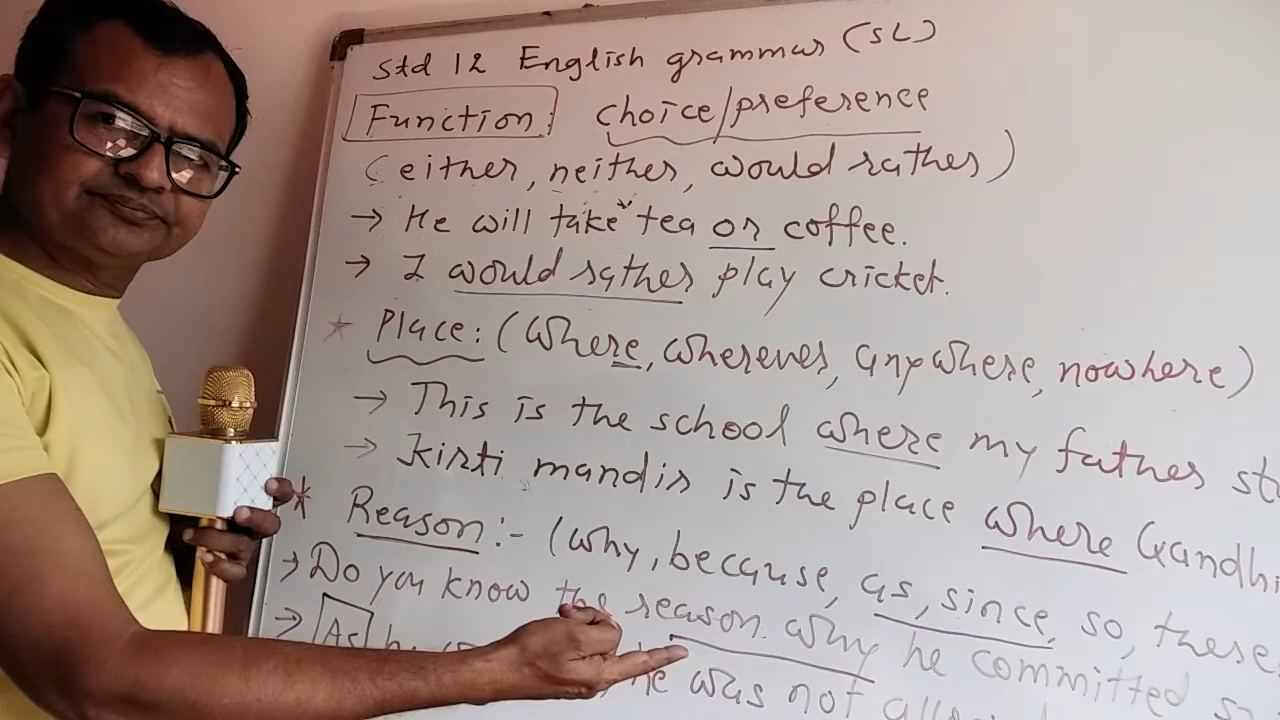 Std 12 English grammar (SL)
Function choice/preference
(either, neither, would rather)
→ He will take tea or coffee.
→ I would rather play cricket.
* Place: (where, wherever, anywhere, nowhere)
→ This is the school where my father
→ Kirti mandir is the place where Gandhi
* Reason:- (why, because, as, since, so,
→ Do you know the reason why he committed
→ As he was not